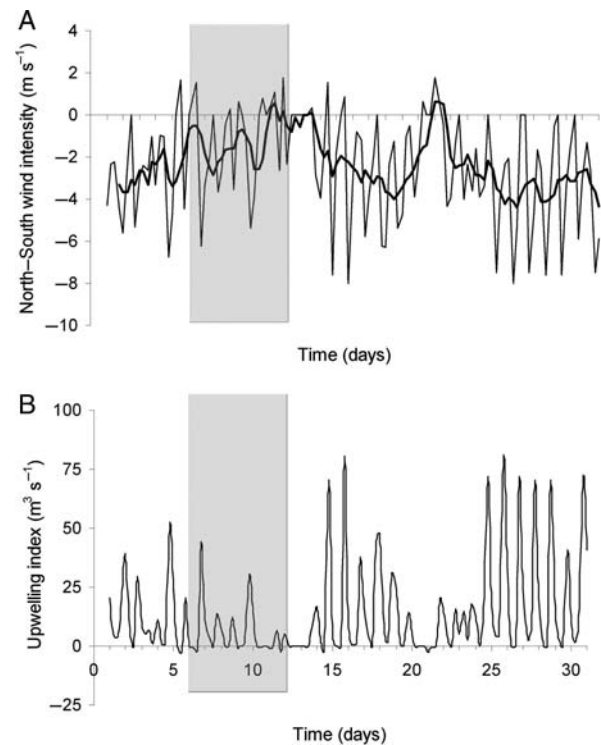 A
North–South wind intensity (m s⁻¹)
4
2
0
–2
–4
–6
–8
–10
Time (days)
B
Upwelling index (m³ s⁻¹)
100
75
50
25
0
–25
0 5 10 15 20 25 30
Time (days)